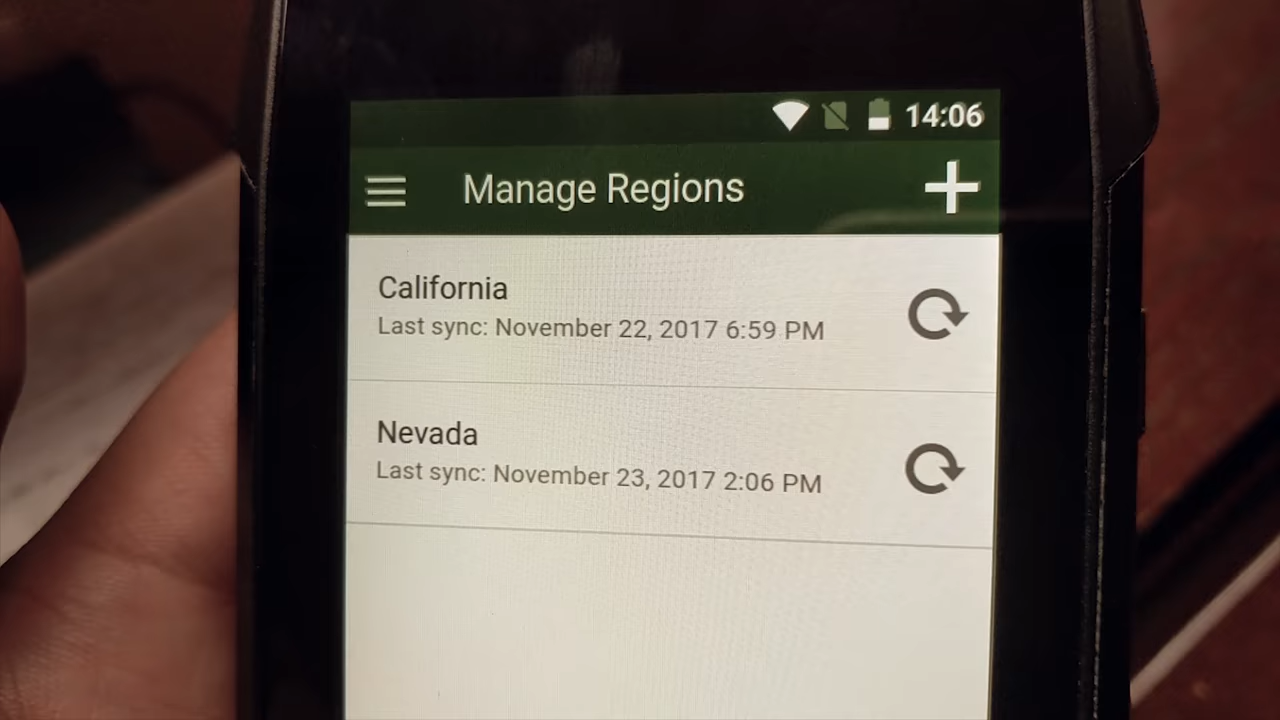 14:06
Manage Regions
California
Last sync: November 22, 2017 6:59 PM
Nevada
Last sync: November 23, 2017 2:06 PM